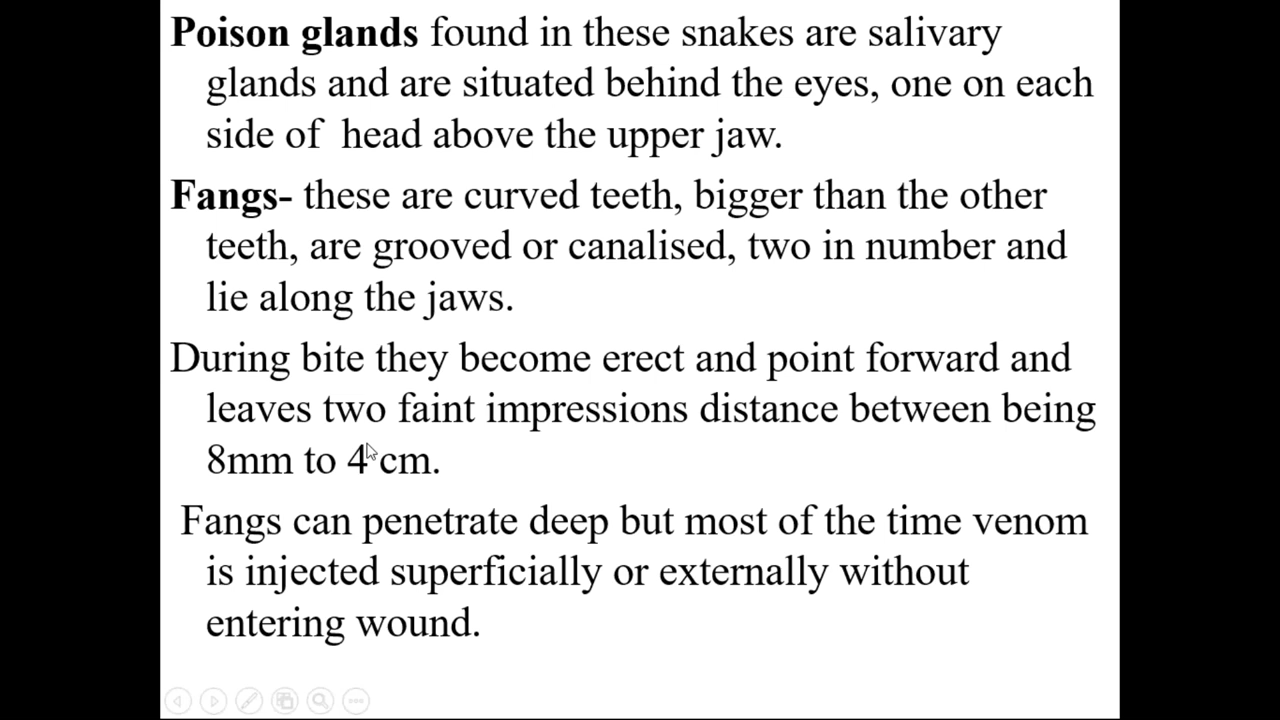 Poison glands found in these snakes are salivary
glands and are situated behind the eyes, one on each
side of head above the upper jaw.
Fangs- these are curved teeth, bigger than the other
teeth, are grooved or canalised, two in number and
lie along the jaws.
During bite they become erect and point forward and
leaves two faint impressions distance between being
8mm to 4 cm.
Fangs can penetrate deep but most of the time venom
is injected superficially or externally without
entering wound.